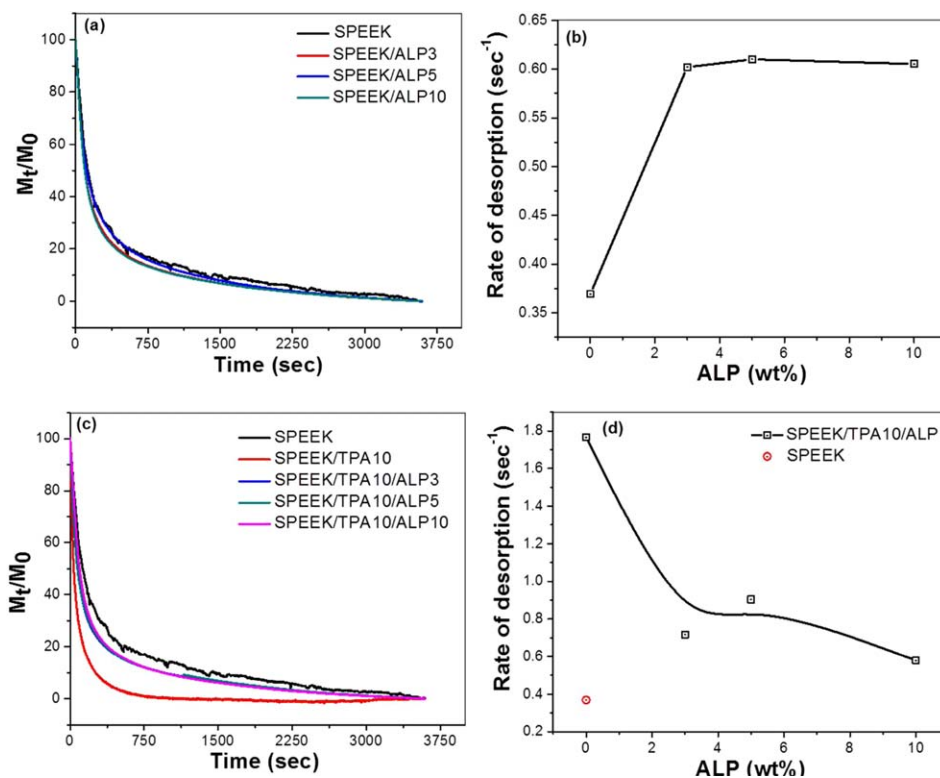 (a)
SPEEK
SPEEK/ALP3
SPEEK/ALP5
SPEEK/ALP10
100
80
60
40
20
0
Mt/M0
0 750 1500 2250 3000 3750
Time (sec)
(b)
0.65
0.60
0.55
0.50
0.45
0.40
0.35
Rate of desorption (sec-1)
0 2 4 6 8 10
ALP (wt%)
(c)
SPEEK
SPEEK/TPA10
SPEEK/TPA10/ALP3
SPEEK/TPA10/ALP5
SPEEK/TPA10/ALP10
100
80
60
40
20
0
Mt/M0
0 750 1500 2250 3000 3750
Time (sec)
(d)
SPEEK/TPA10/ALP
SPEEK
1.8
1.6
1.4
1.2
1.0
0.8
0.6
0.4
0.2
Rate of desorption (sec-1)
0 2 4 6 8 10
ALP (wt%)